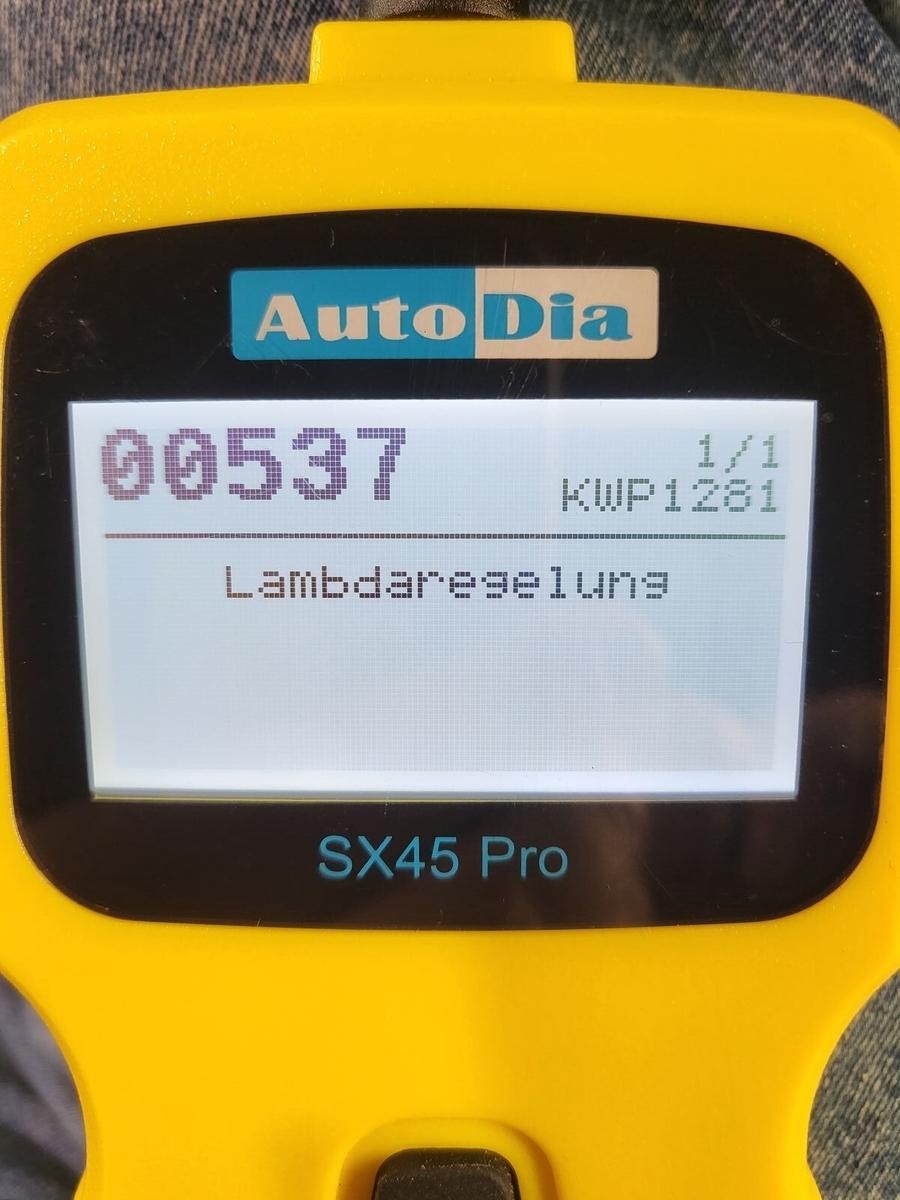 AutoDia
00537
1/1
KWP1281
Lambdaregelung
SX45 Pro